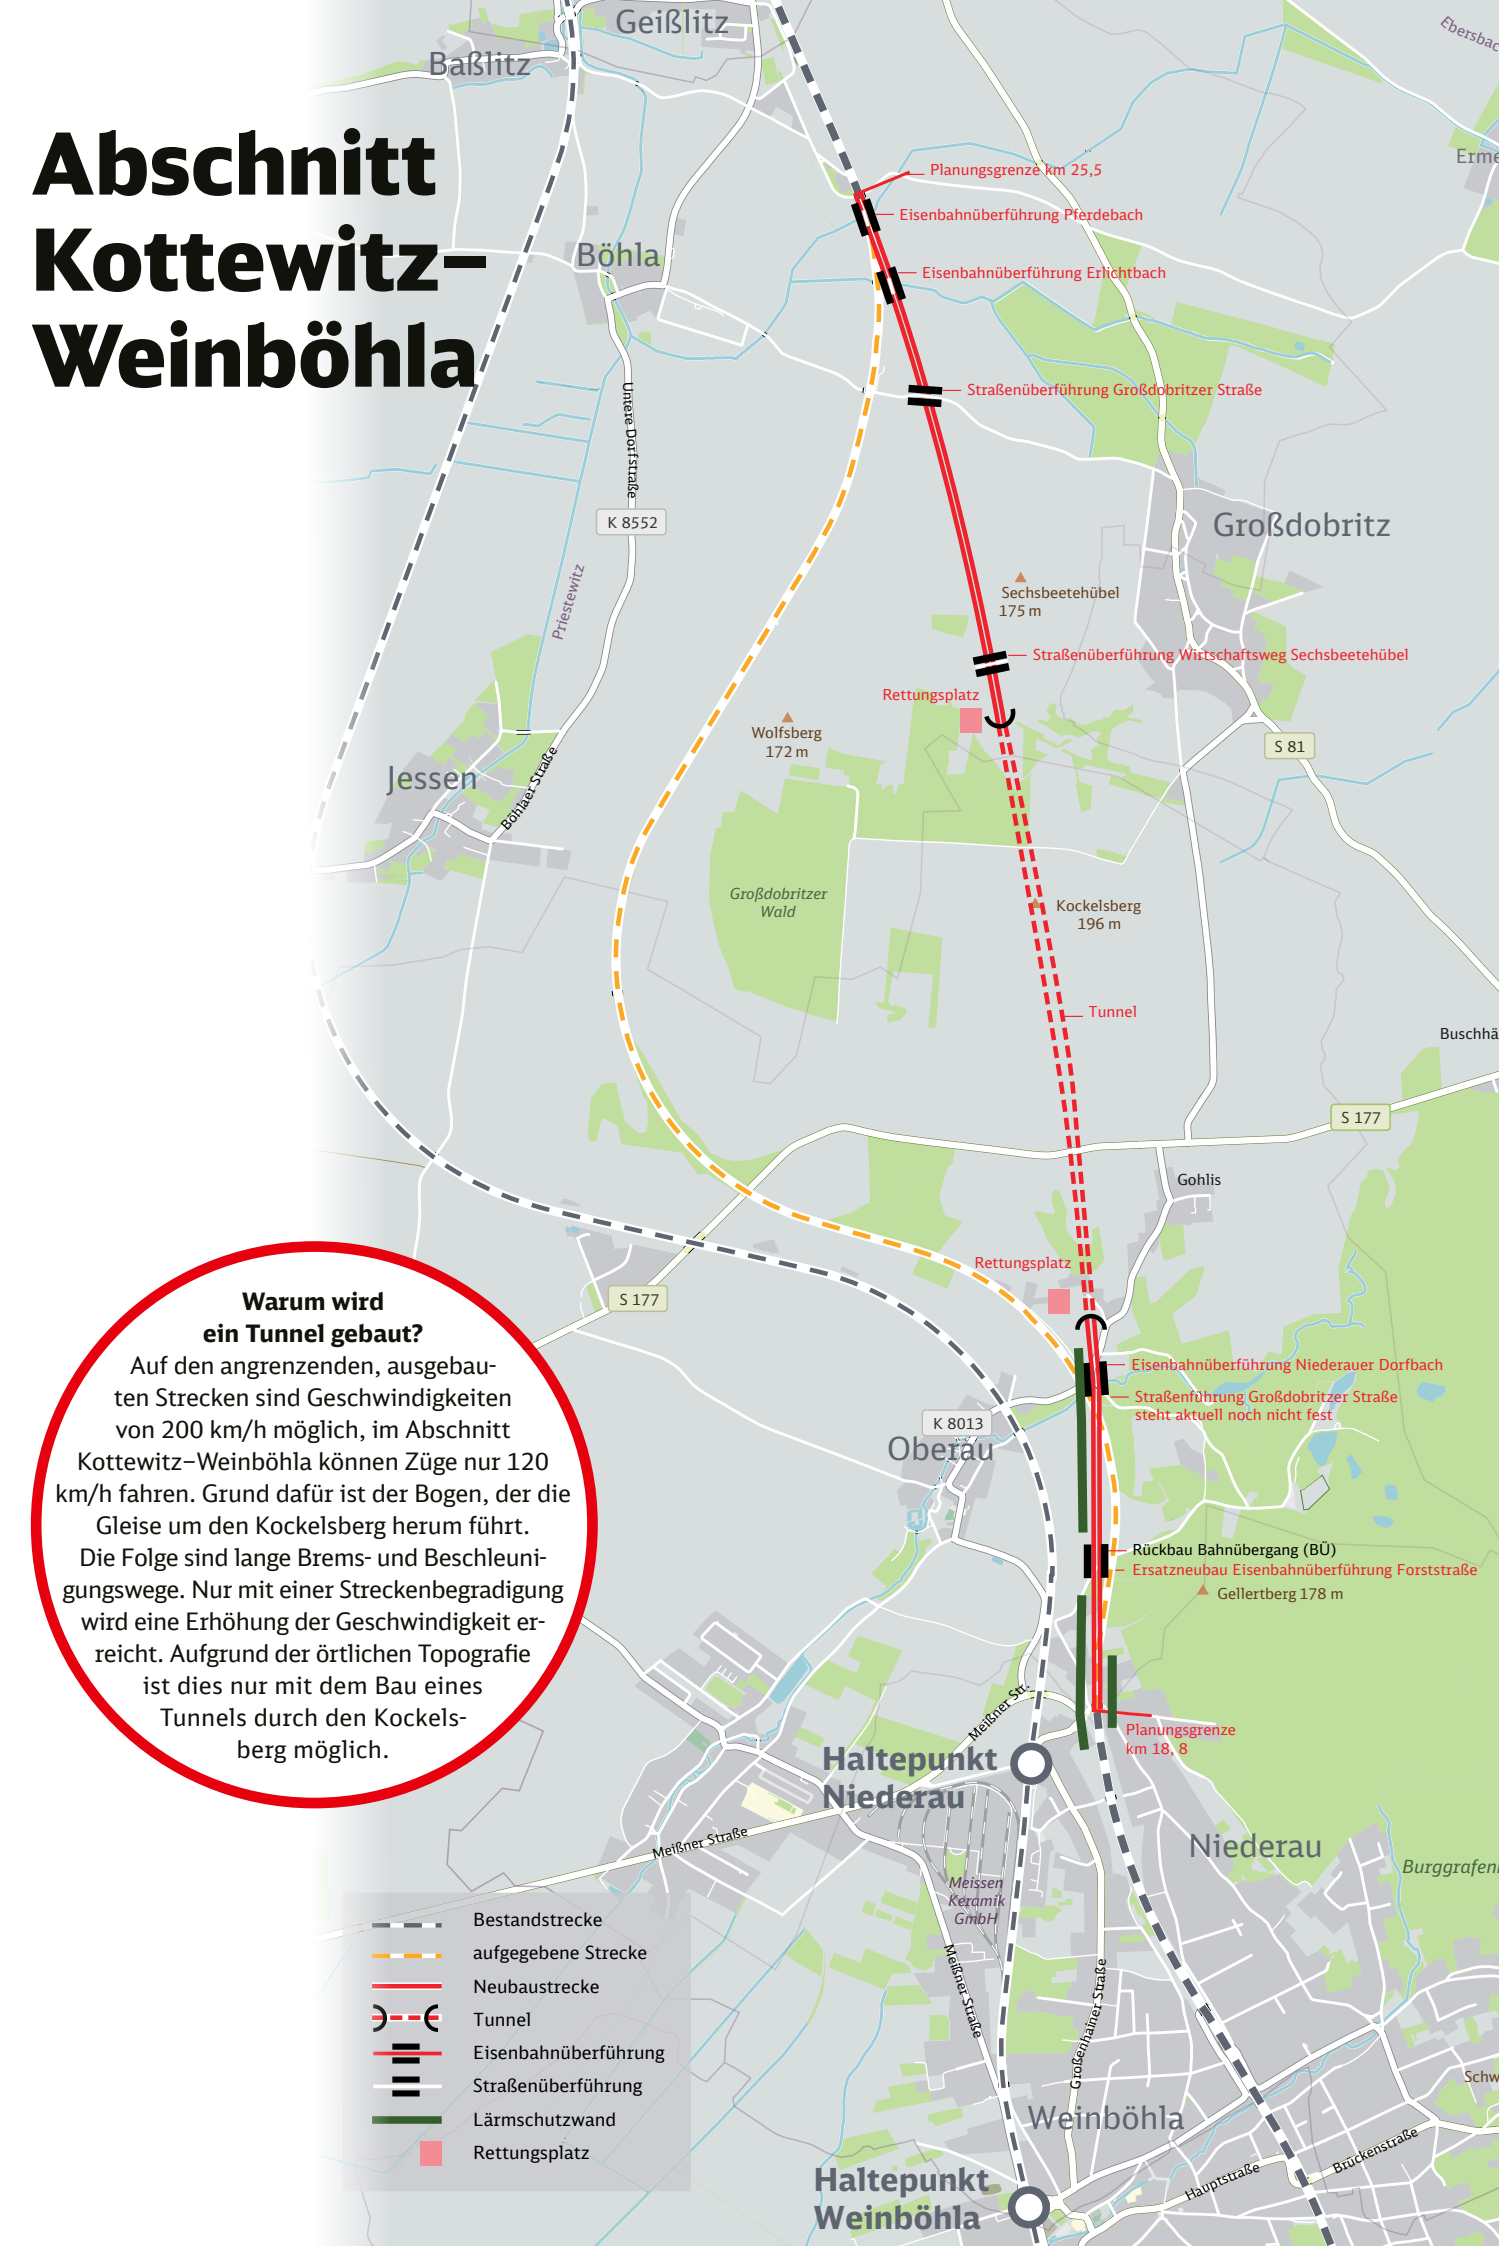 Geißlitz
Baßlitz
Ebersbac
Abschnitt
Kottewitz–
Weinböhla
Erme
Planungsgrenze km 25,5
Eisenbahnüberführung Pferdebach
Böhla
Eisenbahnüberführung Erlichtbach
Straßenüberführung Großdobritzer Straße
Untere Dorfstraße
K 8552
Großdobritz
Priestewitz
Sechsbeetehübel
175 m
Straßenüberführung Wirtschaftsweg Sechsbeetehübel
Rettungsplatz
Wolfsberg
172 m
S 81
Jessen
Böhlaer Straße
Großdobritzer
Wald
Kockelsberg
196 m
Tunnel
Buschhä
S 177
Gohlis
Rettungsplatz
S 177
Warum wird
ein Tunnel gebaut?
Auf den angrenzenden, ausgebau-
ten Strecken sind Geschwindigkeiten
von 200 km/h möglich, im Abschnitt
Kottewitz–Weinböhla können Züge nur 120
km/h fahren. Grund dafür ist der Bogen, der die
Gleise um den Kockelsberg herum führt.
Die Folge sind lange Brems- und Beschleuni-
gungswege. Nur mit einer Streckenbegradigung
wird eine Erhöhung der Geschwindigkeit er-
reicht. Aufgrund der örtlichen Topografie
ist dies nur mit dem Bau eines
Tunnels durch den Kockels-
berg möglich.
Eisenbahnüberführung Niederauer Dorfbach
Straßenführung Großdobritzer Straße
steht aktuell noch nicht fest
K 8013
Oberau
Rückbau Bahnübergang (BÜ)
Ersatzneubau Eisenbahnüberführung Forststraße
Gellertberg 178 m
Meißner Str.
Planungsgrenze
km 18, 8
Haltepunkt
Niederau
Meißner Straße
Niederau
Burggrafenh
Meissen
Keramik
GmbH
Meißner Straße
Großenhainer Straße
Bestandstrecke
aufgegebene Strecke
Neubaustrecke
Tunnel
Eisenbahnüberführung
Straßenüberführung
Lärmschutzwand
Rettungsplatz
Schw
Weinböhla
Brückenstraße
Hauptstraße
Haltepunkt
Weinböhla